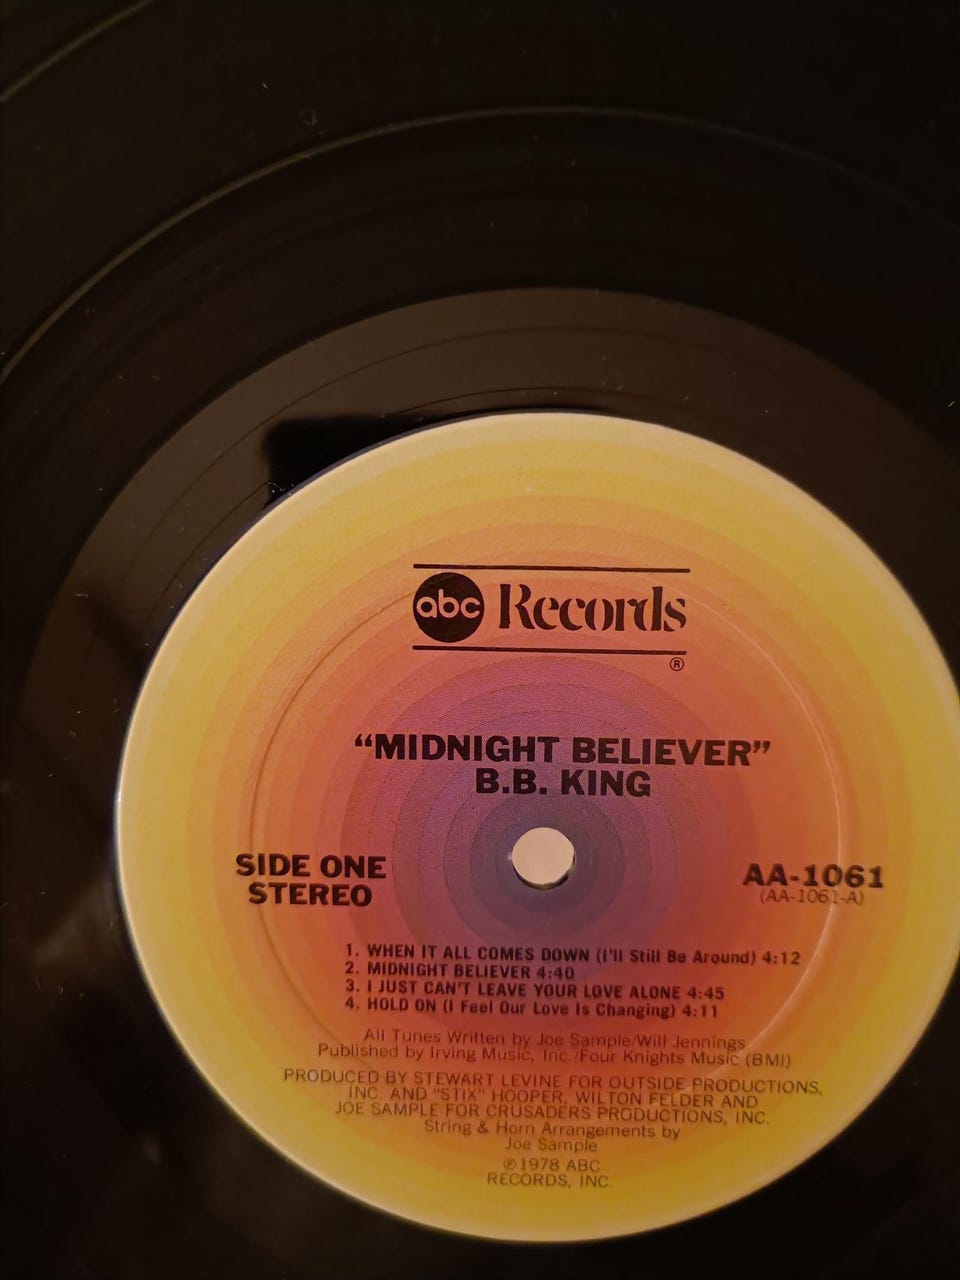 abc Records
®
“MIDNIGHT BELIEVER”
B.B. KING
SIDE ONE
STEREO
AA-1061
(AA-1061-A)
1. WHEN IT ALL COMES DOWN (I'll Still Be Around) 4:12
2. MIDNIGHT BELIEVER 4:40
3. I JUST CAN'T LEAVE YOUR LOVE ALONE 4:45
4. HOLD ON (I Feel Our Love Is Changing) 4:11
All Tunes Written by Joe Sample/Will Jennings
Published by Irving Music, Inc./Four Knights Music (BMI)
PRODUCED BY STEWART LEVINE FOR OUTSIDE PRODUCTIONS,
INC. AND "STIX" HOOPER, WILTON FELDER AND
JOE SAMPLE FOR CRUSADERS PRODUCTIONS, INC.
String & Horn Arrangements by
Joe Sample
℗1978 ABC
RECORDS, INC.